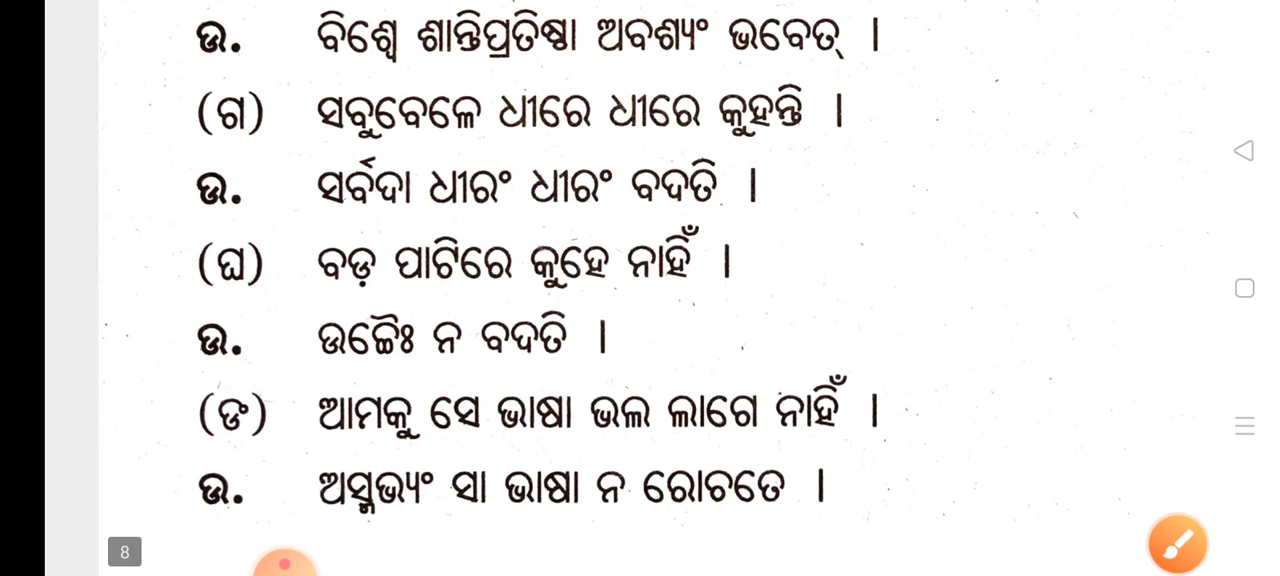 ଉ. ବିଶ୍ୱେ ଶାନ୍ତିପ୍ରତିଷ୍ଠା ଅବଶ୍ୟଂ ଭବେତ୍ ।
(ଗ) ସବୁବେଳେ ଧୀରେ ଧୀରେ କୁହନ୍ତି ।
ଉ. ସର୍ବଦା ଧୀରଂ ଧୀରଂ ବଦତି ।
(ଘ) ବଡ଼ ପାଟିରେ କୁହେ ନାହିଁ ।
ଉ. ଉଚ୍ଚୈଃ ନ ବଦତି ।
(ଙ) ଆମକୁ ସେ ଭାଷା ଭଲ ଲାଗେ ନାହିଁ ।
ଉ. ଅସ୍ମଭ୍ୟଂ ସା ଭାଷା ନ ରୋଚତେ ।
8